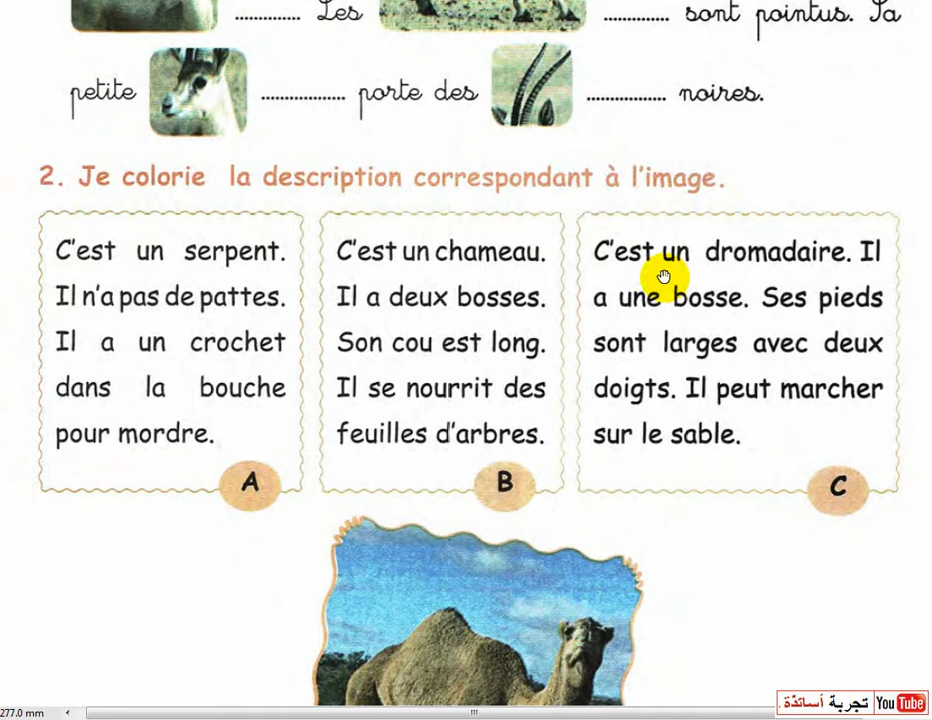 ............... Les ............... sont pointus. Sa
petite ............... porte des ............... noires.
2. Je colorie la description correspondant à l'image.
C'est un serpent.
Il n'a pas de pattes.
Il a un crochet
dans la bouche
pour mordre.
A
C'est un chameau.
Il a deux bosses.
Son cou est long.
Il se nourrit des
feuilles d'arbres.
B
C'est un dromadaire. Il
a une bosse. Ses pieds
sont larges avec deux
doigts. Il peut marcher
sur le sable.
C
277.0 mm
تجربة أساتذة. YouTube